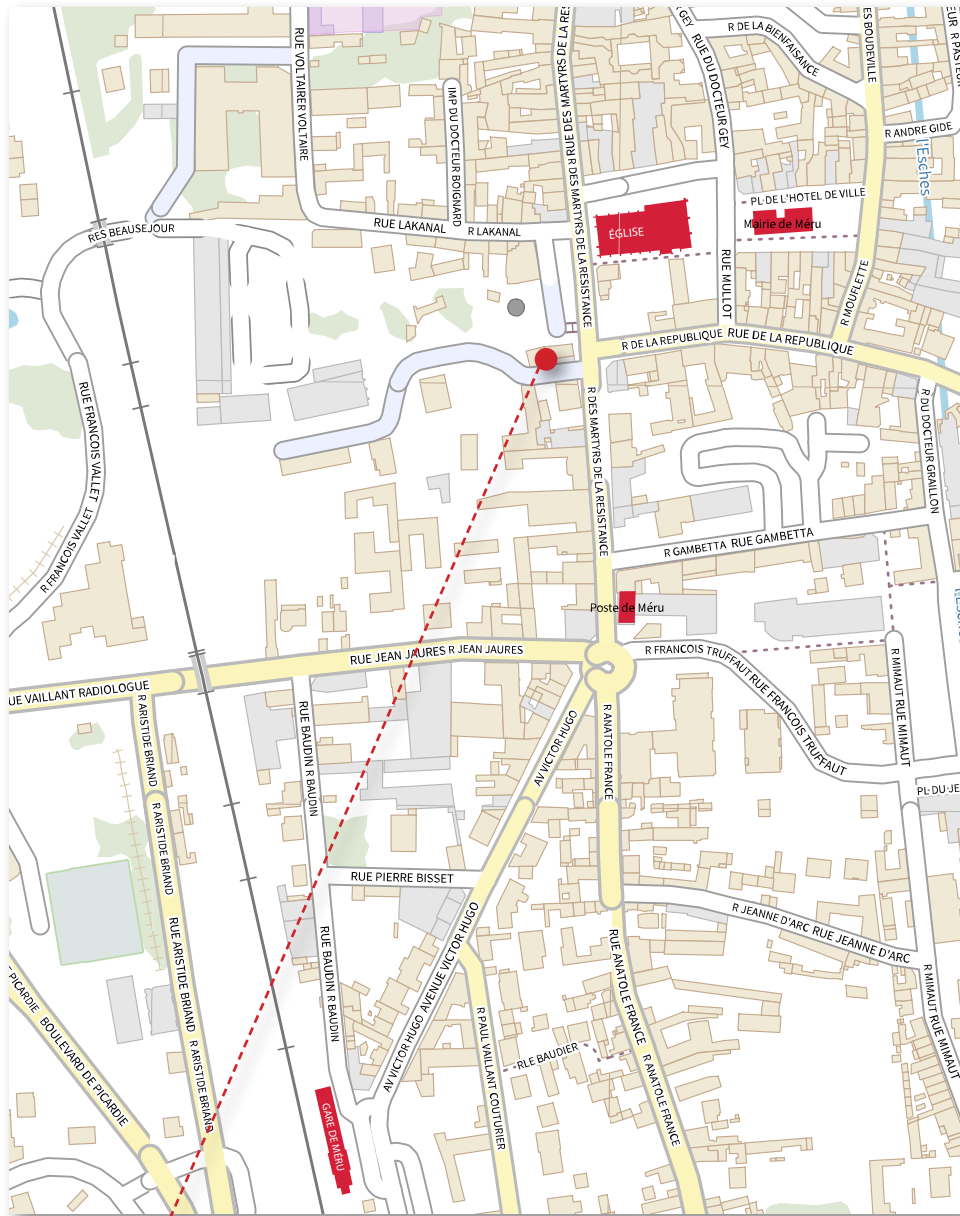 R DE LA BIENFAISANCE
RUE DES MARTYRS DE LA RES
ES BOUDEVILLE
GEY RUE DU DOCTEUR GEY
RUE VOLTAIRE
R VOLTAIRE
IMP DU DOCTEUR BOIGNARD
R ANDRE GIDE
l'Esches
R PASTEUR
R DES MARTYRS DE LA RESISTANCE
PL DE L'HOTEL DE VILLE
Mairie de Méru
ÉGLISE
RUE LAKANAL
R LAKANAL
RES BEAUSEJOUR
RUE MULLOT
R MOUFLETTE
R DE LA REPUBLIQUE
RUE DE LA REPUBLIQUE
RUE FRANCOIS VALLET
R FRANCOIS VALLET
R DES MARTYRS DE LA RESISTANCE
R DU DOCTEUR GRAILLON
R GAMBETTA
RUE GAMBETTA
Poste de Méru
RUE JEAN JAURES
R JEAN JAURES
R FRANCOIS TRUFFAUT
RUE FRANCOIS TRUFFAUT
R MIMAUT
RUE MIMAUT
UE VAILLANT RADIOLOGUE
R ARISTIDE BRIAND
RUE BAUDIN
R BAUDIN
AV VICTOR HUGO
R ANATOLE FRANCE
PL DU JE
R ARISTIDE BRIAND
RUE PIERRE BISSET
R JEANNE D'ARC
RUE JEANNE D'ARC
RUE ARISTIDE BRIAND
RUE BAUDIN
R BAUDIN
AVENUE VICTOR HUGO
AV VICTOR HUGO
RUE ANATOLE FRANCE
R MIMAUT
RUE MIMAUT
PICARDIE
BOULEVARD DE PICARDIE
R ARISTIDE BRIAND
R PAUL VAILLANT COUTURIER
RLE BAUDIER
R ANATOLE FRANCE
GARE DE MÉRU